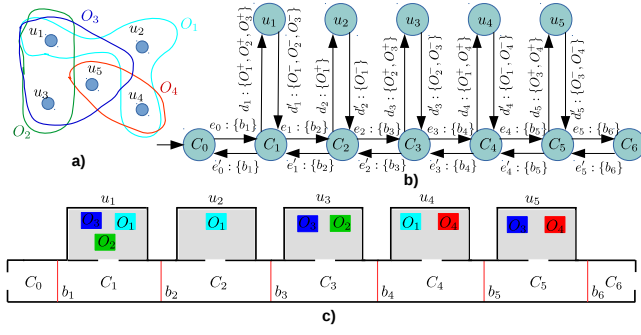 O₃
O₁
u₁
u₂
u₅
O₄
u₃
u₄
O₂
a)
u₁ u₂ u₃ u₄ u₅
d₁ : {O₁⁺, O₂⁺, O₃⁺}
d′₁ : {O₁⁻, O₂⁻, O₃⁻}
d₂ : {O₁⁺}
d′₂ : {O₁⁻}
d₃ : {O₂⁺, O₃⁺}
d′₃ : {O₂⁻, O₃⁻}
d₄ : {O₁⁺, O₄⁺}
d′₄ : {O₁⁻, O₄⁻}
d₅ : {O₃⁺, O₄⁺}
d′₅ : {O₃⁻, O₄⁻}
e₀ : {b₁} e₁ : {b₂} e₂ : {b₃} e₃ : {b₄} e₄ : {b₅} e₅ : {b₆}
C₀ C₁ C₂ C₃ C₄ C₅ C₆
e′₀ : {b₁} e′₁ : {b₂} e′₂ : {b₃} e′₃ : {b₄} e′₄ : {b₅} e′₅ : {b₆}
b)
u₁ u₂ u₃ u₄ u₅
O₃ O₁ O₁ O₃ O₂ O₁ O₄ O₃ O₄
O₂
C₀ C₁ C₂ C₃ C₄ C₅ C₆
b₁ b₂ b₃ b₄ b₅ b₆
c)